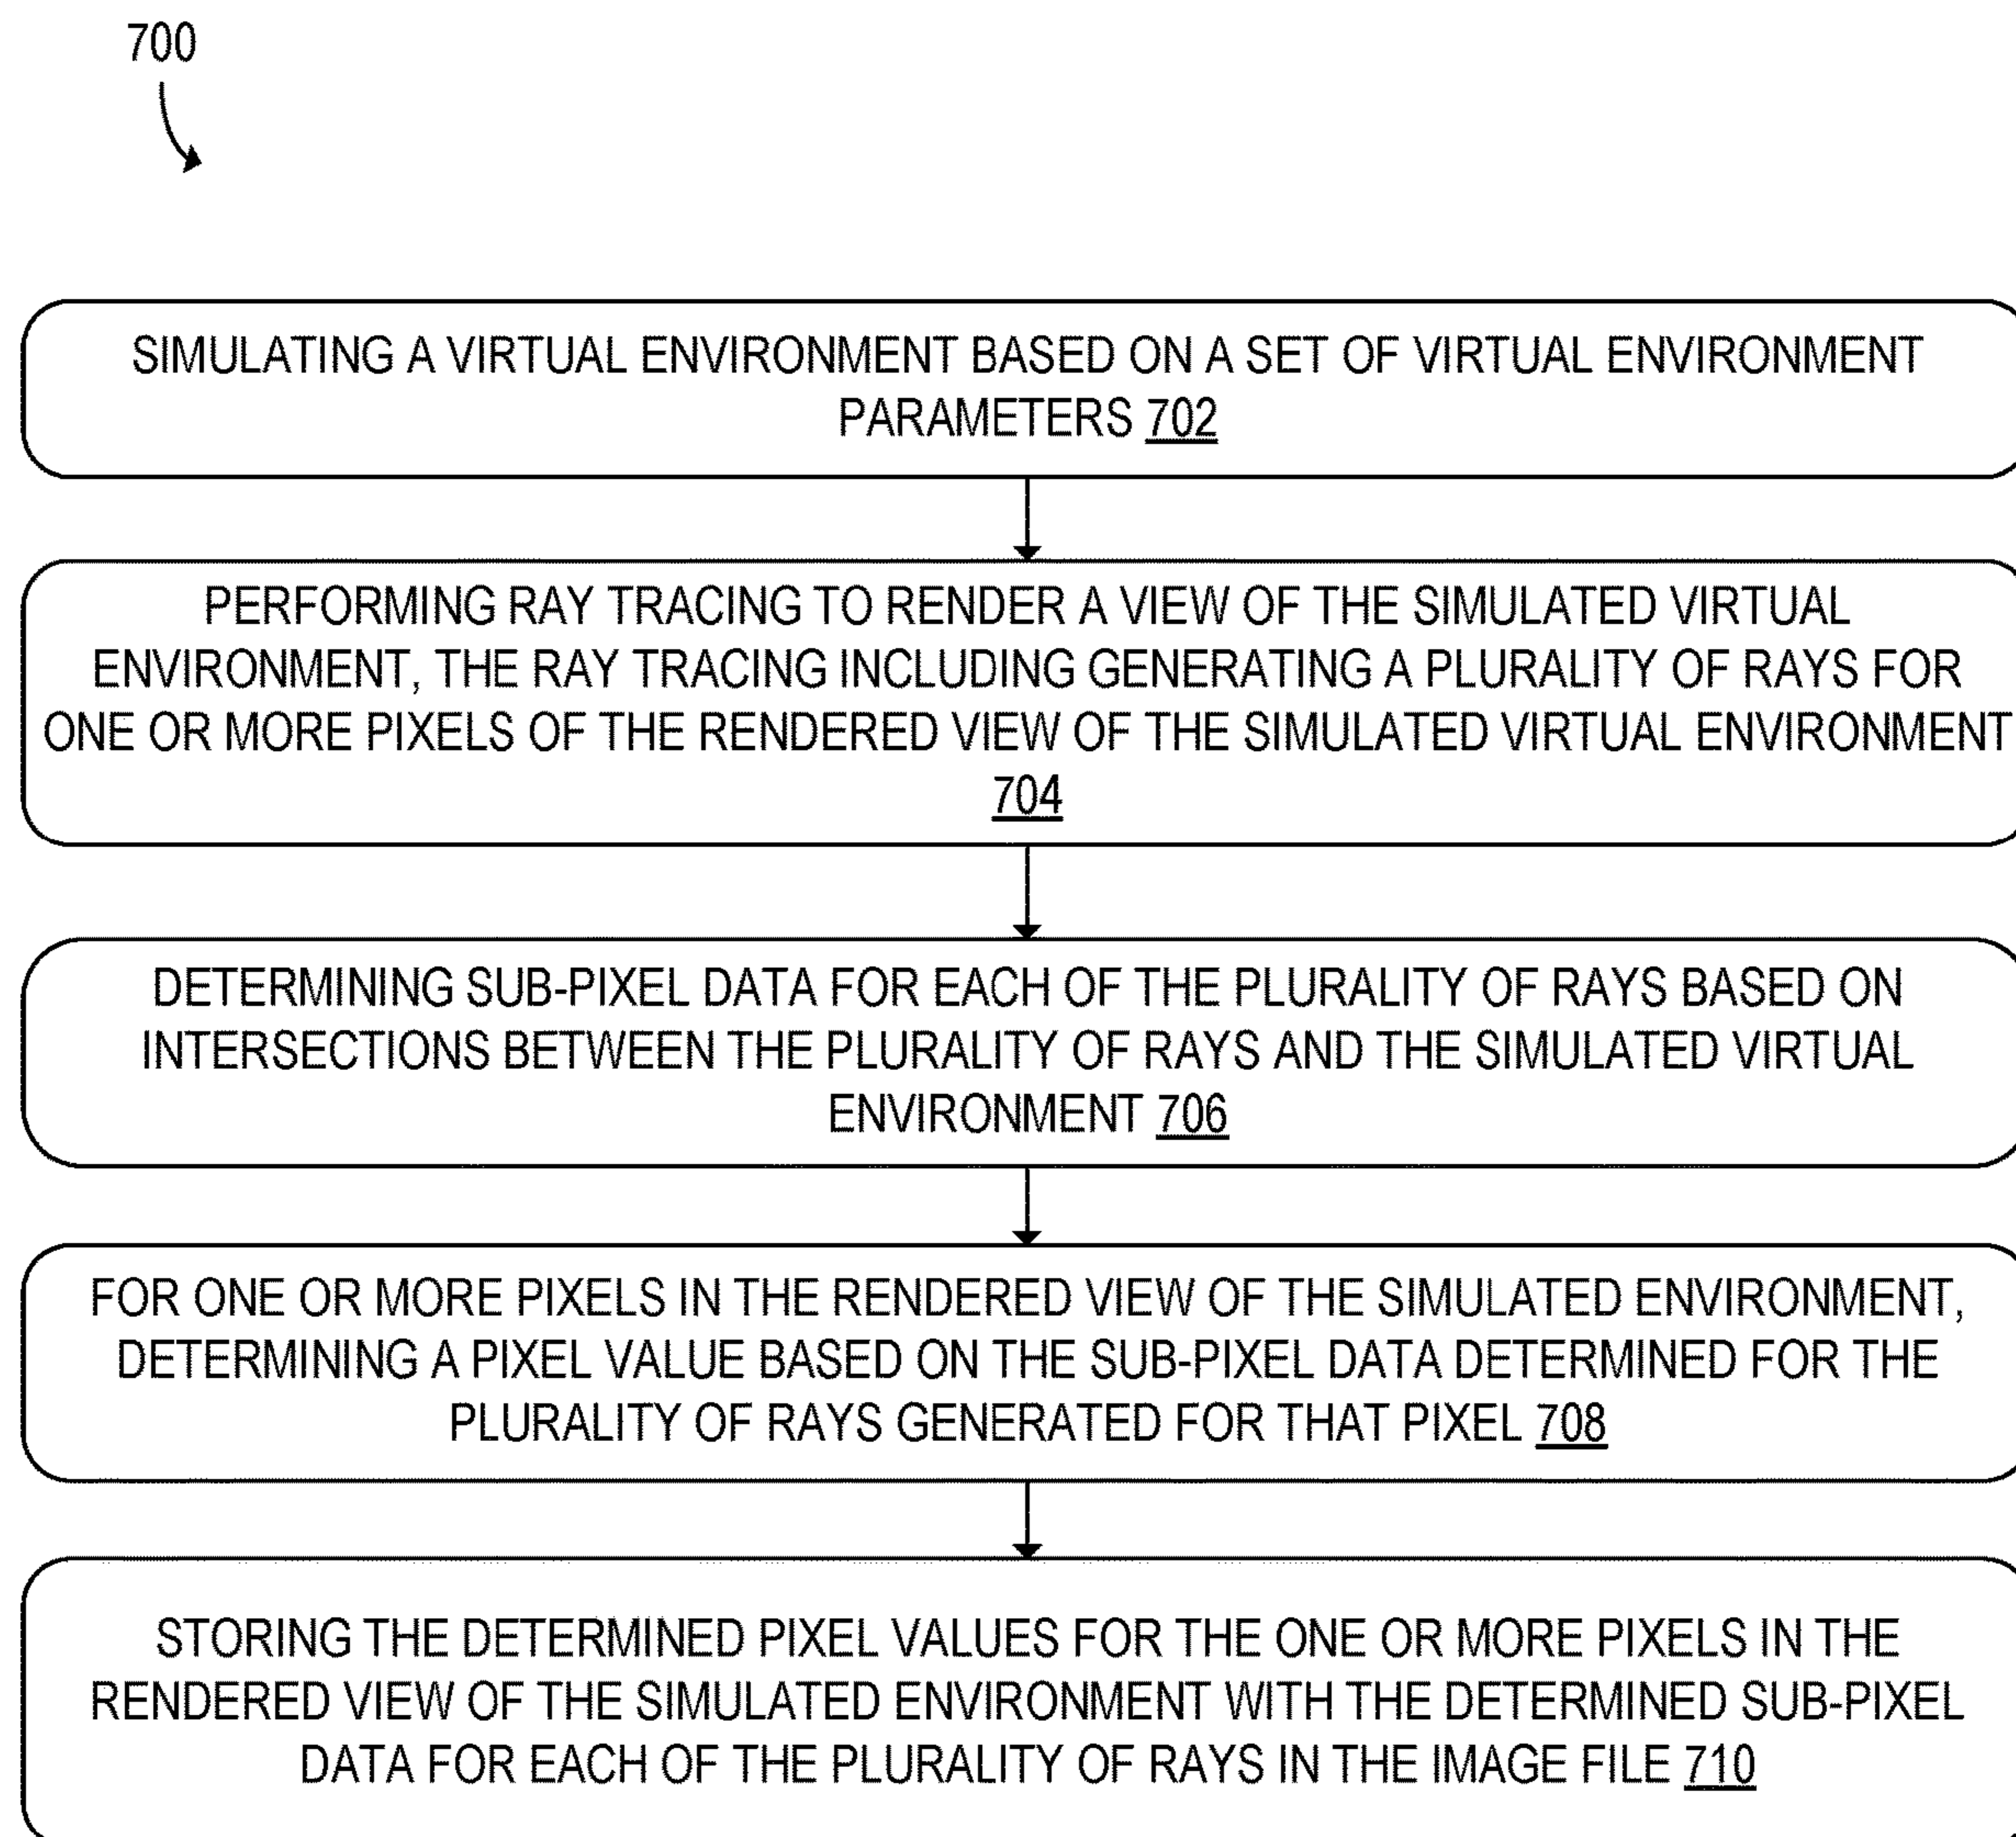 700
SIMULATING A VIRTUAL ENVIRONMENT BASED ON A SET OF VIRTUAL ENVIRONMENT
PARAMETERS 702
PERFORMING RAY TRACING TO RENDER A VIEW OF THE SIMULATED VIRTUAL
ENVIRONMENT, THE RAY TRACING INCLUDING GENERATING A PLURALITY OF RAYS FOR
ONE OR MORE PIXELS OF THE RENDERED VIEW OF THE SIMULATED VIRTUAL ENVIRONMENT
704
DETERMINING SUB-PIXEL DATA FOR EACH OF THE PLURALITY OF RAYS BASED ON
INTERSECTIONS BETWEEN THE PLURALITY OF RAYS AND THE SIMULATED VIRTUAL
ENVIRONMENT 706
FOR ONE OR MORE PIXELS IN THE RENDERED VIEW OF THE SIMULATED ENVIRONMENT,
DETERMINING A PIXEL VALUE BASED ON THE SUB-PIXEL DATA DETERMINED FOR THE
PLURALITY OF RAYS GENERATED FOR THAT PIXEL 708
STORING THE DETERMINED PIXEL VALUES FOR THE ONE OR MORE PIXELS IN THE
RENDERED VIEW OF THE SIMULATED ENVIRONMENT WITH THE DETERMINED SUB-PIXEL
DATA FOR EACH OF THE PLURALITY OF RAYS IN THE IMAGE FILE 710